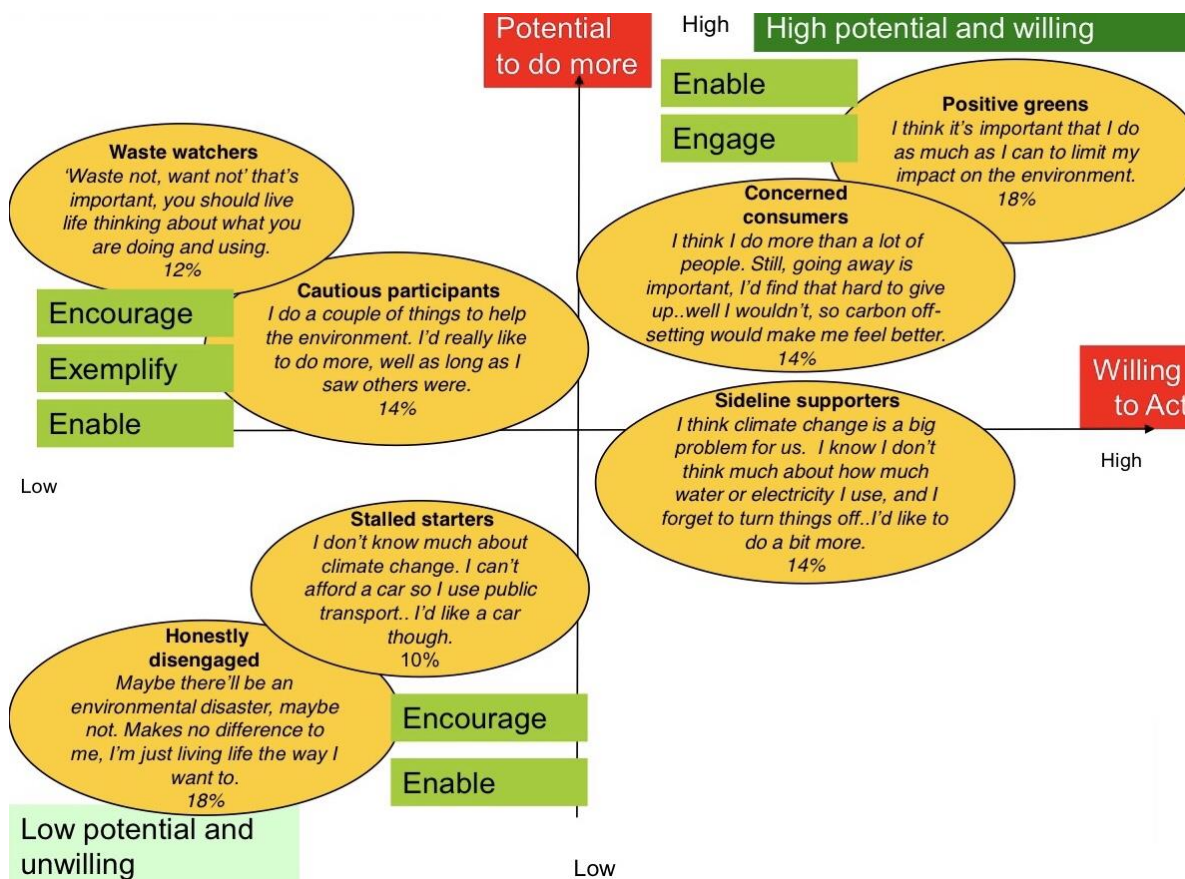 Potential
to do more
High
High potential and willing
Enable
Engage
Positive greens
I think it's important that I do
as much as I can to limit my
impact on the environment.
18%
Waste watchers
‘Waste not, want not’ that's
important, you should live
life thinking about what you
are doing and using.
12%
Concerned
consumers
I think I do more than a lot of
people. Still, going away is
important, I'd find that hard to give
up..well I wouldn't, so carbon off-
setting would make me feel better.
14%
Cautious participants
I do a couple of things to help
the environment. I'd really like
to do more, well as long as I
saw others were.
14%
Encourage
Exemplify
Enable
Willing
to Act
High
Low
Sideline supporters
I think climate change is a big
problem for us. I know I don't
think much about how much
water or electricity I use, and I
forget to turn things off..I'd like to
do a bit more.
14%
Stalled starters
I don't know much about
climate change. I can't
afford a car so I use public
transport.. I'd like a car
though.
10%
Honestly
disengaged
Maybe there'll be an
environmental disaster, maybe
not. Makes no difference to
me, I'm just living life the way I
want to.
18%
Encourage
Enable
Low potential and
unwilling
Low